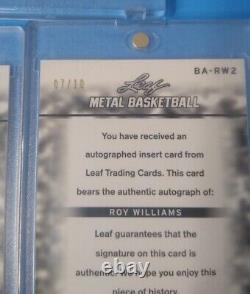 BA-RW2
07/10
Leaf
METAL BASKETBALL
You have received an
autographed insert card from
Leaf Trading Cards. This card
bears the authentic autograph of:
ROY WILLIAMS
Leaf guarantees that the
signature on this card is
authentic. We hope you enjoy this
piece of history.